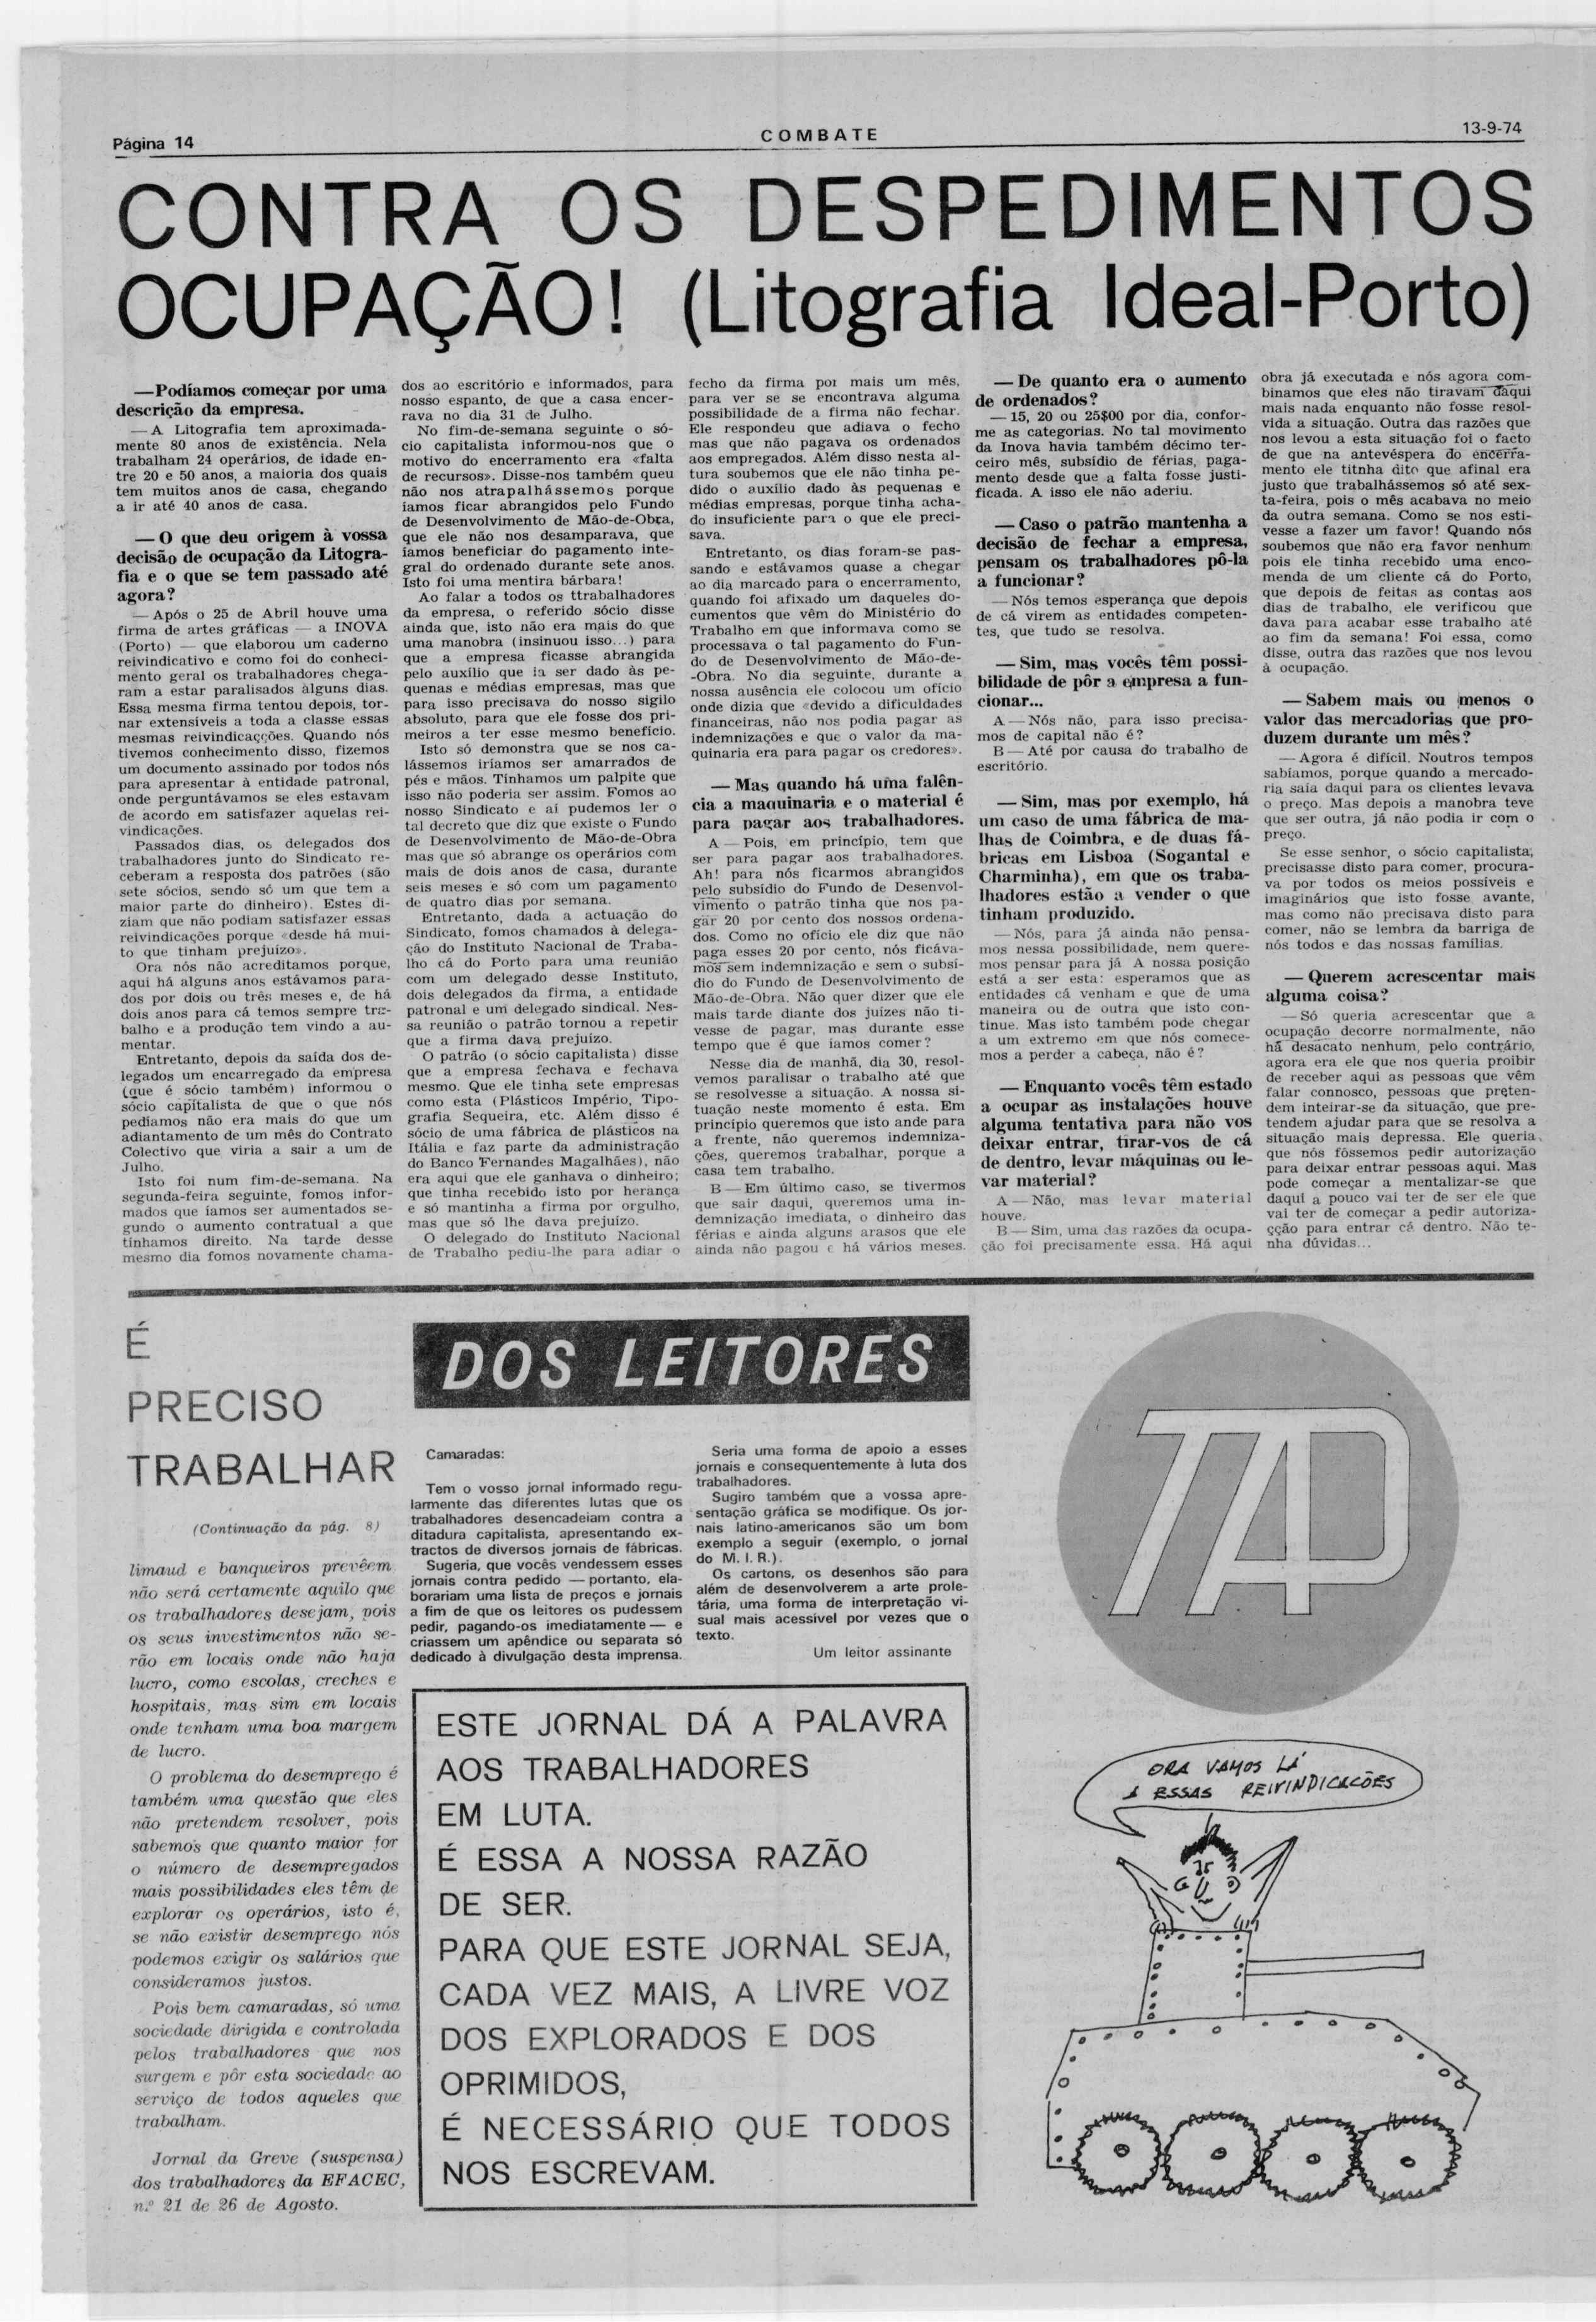 Página 14
COMBATE
13-9-74
CONTRA OS DESPEDIMENTOS
OCUPAÇÃO! (Litografia Ideal-Porto)
—Podíamos começar por uma
descrição da empresa.
— A Litografia tem aproximada-
mente 80 anos de existência. Nela
trabalham 24 operários, de idade en-
tre 20 e 50 anos, a maioria dos quais
tem muitos anos de casa, chegando
a ir até 40 anos de casa.
— O que deu origem à vossa
decisão de ocupação da Litogra-
fia e o que se tem passado até
agora?
— Após o 25 de Abril houve uma
firma de artes gráficas — a INOVA
(Porto) — que elaborou um caderno
reivindicativo e como foi do conheci-
mento geral os trabalhadores chega-
ram a estar paralisados alguns dias.
Essa mesma firma tentou depois, tor-
nar extensíveis a toda a classe essas
mesmas reivindicacções. Quando nós
tivemos conhecimento disso, fizemos
um documento assinado por todos nós
para apresentar à entidade patronal,
onde perguntávamos se eles estavam
de acordo em satisfazer aquelas rei-
vindicações.
Passados dias, os delegados dos
trabalhadores junto do Sindicato re-
ceberam a resposta dos patrões (são
sete sócios, sendo só um que tem a
maior parte do dinheiro). Estes di-
ziam que não podiam satisfazer essas
reivindicações porque «desde há mui-
to que tinham prejuízo».
Ora nós não acreditamos porque,
aqui há alguns anos estávamos para-
dos por dois ou três meses e, de há
dois anos para cá temos sempre tra-
balho e a produção tem vindo a au-
mentar.
Entretanto, depois da saída dos de-
legados um encarregado da empresa
(que é sócio também) informou o
sócio capitalista de que o que nós
pedíamos não era mais do que um
adiantamento de um mês do Contrato
Colectivo que viria a sair a um de
Julho.
Isto foi num fim-de-semana. Na
segunda-feira seguinte, fomos infor-
mados que íamos ser aumentados se-
gundo o aumento contratual a que
tínhamos direito. Na tarde desse
mesmo dia fomos novamente chama-
dos ao escritório e informados, para
nosso espanto, de que a casa encer-
rava no dia 31 de Julho.
No fim-de-semana seguinte o só-
cio capitalista informou-nos que o
motivo do encerramento era «falta
de recursos». Disse-nos também queu
não nos atrapalhássemos porque
íamos ficar abrangidos pelo Fundo
de Desenvolvimento de Mão-de-Obra,
que ele não nos desamparava, que
íamos beneficiar do pagamento inte-
gral do ordenado durante sete anos.
Isto foi uma mentira bárbara!
Ao falar a todos os ttrabalhadores
da empresa, o referido sócio disse
ainda que, isto não era mais do que
uma manobra (insinuou isso...) para
que a empresa ficasse abrangida
pelo auxílio que ia ser dado às pe-
quenas e médias empresas, mas que
para isso precisava do nosso sigilo
absoluto, para que ele fosse dos pri-
meiros a ter esse mesmo benefício.
Isto só demonstra que se nos ca-
lássemos iríamos ser amarrados de
pés e mãos. Tínhamos um palpite que
isso não poderia ser assim. Fomos ao
nosso Sindicato e aí pudemos ler o
tal decreto que diz que existe o Fundo
de Desenvolvimento de Mão-de-Obra
mas que só abrange os operários com
mais de dois anos de casa, durante
seis meses e só com um pagamento
de quatro dias por semana.
Entretanto, dada a actuação do
Sindicato, fomos chamados à delega-
ção do Instituto Nacional de Traba-
lho cá do Porto para uma reunião
com um delegado desse Instituto,
dois delegados da firma, a entidade
patronal e um delegado sindical. Nes-
sa reunião o patrão tornou a repetir
que a firma dava prejuízo.
O patrão (o sócio capitalista) disse
que a empresa fechava e fechava
mesmo. Que ele tinha sete empresas
como esta (Plásticos Império, Tipo-
grafia Sequeira, etc. Além disso é
sócio de uma fábrica de plásticos na
Itália e faz parte da administração
do Banco Fernandes Magalhães), não
era aqui que ele ganhava o dinheiro;
que tinha recebido isto por herança
e só mantinha a firma por orgulho,
mas que só lhe dava prejuízo.
O delegado do Instituto Nacional
de Trabalho pediu-lhe para adiar o
fecho da firma por mais um mês,
para ver se se encontrava alguma
possibilidade de a firma não fechar.
Ele respondeu que adiava o fecho
mas que não pagava os ordenados
aos empregados. Além disso nesta al-
tura soubemos que ele não tinha pe-
dido o auxílio dado às pequenas e
médias empresas, porque tinha acha-
do insuficiente para o que ele preci-
sava.
Entretanto, os dias foram-se pas-
sando e estávamos quase a chegar
ao dia marcado para o encerramento,
quando foi afixado um daqueles do-
cumentos que vêm do Ministério do
Trabalho em que informava como se
processava o tal pagamento do Fun-
do de Desenvolvimento de Mão-de-
-Obra. No dia seguinte, durante a
nossa ausência ele colocou um ofício
onde dizia que «devido a dificuldades
financeiras, não nos podia pagar as
indemnizações e que o valor da ma-
quinaria era para pagar os credores».
— Mas quando há uma falên-
cia a maquinaria e o material é
para pagar aos trabalhadores.
A — Pois, em princípio, tem que
ser para pagar aos trabalhadores.
Ah! para nós ficarmos abrangidos
pelo subsídio do Fundo de Desenvol-
vimento o patrão tinha que nos pa-
gar 20 por cento dos nossos ordena-
dos. Como no ofício ele diz que não
paga esses 20 por cento, nós ficáva-
mos sem indemnização e sem o subsí-
dio do Fundo de Desenvolvimento de
Mão-de-Obra. Não quer dizer que ele
mais tarde diante dos juízes não ti-
vesse de pagar, mas durante esse
tempo que é que íamos comer?
Nesse dia de manhã, dia 30, resol-
vemos paralisar o trabalho até que
se resolvesse a situação. A nossa si-
tuação neste momento é esta. Em
princípio queremos que isto ande para
a frente, não queremos indemniza-
ções, queremos trabalhar, porque a
casa tem trabalho.
B — Em último caso, se tivermos
que sair daqui, queremos uma in-
demnização imediata, o dinheiro das
férias e ainda alguns arasos que ele
ainda não pagou e há vários meses.
— De quanto era o aumento
de ordenados?
— 15, 20 ou 25$00 por dia, confor-
me as categorias. No tal movimento
da Inova havia também décimo ter-
ceiro mês, subsídio de férias, paga-
mento desde que a falta fosse justi-
ficada. A isso ele não aderiu.
— Caso o patrão mantenha a
decisão de fechar a empresa,
pensam os trabalhadores pô-la
a funcionar?
— Nós temos esperança que depois
de cá virem as entidades competen-
tes, que tudo se resolva.
— Sim, mas vocês têm possi-
bilidade de pôr a empresa a fun-
cionar...
A — Nós não, para isso precisa-
mos de capital não é?
B — Até por causa do trabalho de
escritório.
— Sim, mas por exemplo, há
um caso de uma fábrica de ma-
lhas de Coimbra, e de duas fá-
bricas em Lisboa (Sogantal e
Charminha), em que os traba-
lhadores estão a vender o que
tinham produzido.
— Nós, para já ainda não pensa-
mos nessa possibilidade, nem quere-
mos pensar para já A nossa posição
está a ser esta: esperamos que as
entidades cá venham e que de uma
maneira ou de outra que isto con-
tinue. Mas isto também pode chegar
a um extremo em que nós comece-
mos a perder a cabeça, não é?
— Enquanto vocês têm estado
a ocupar as instalações houve
alguma tentativa para não vos
deixar entrar, tirar-vos de cá
de dentro, levar máquinas ou le-
var material?
A — Não, mas levar material
houve.
B — Sim, uma das razões da ocupa-
ção foi precisamente essa. Há aqui
obra já executada e nós agora com-
binamos que eles não tiravam daqui
mais nada enquanto não fosse resol-
vida a situação. Outra das razões que
nos levou a esta situação foi o facto
de que na antevéspera do encerra-
mento ele titnha dito que afinal era
justo que trabalhássemos só até sex-
ta-feira, pois o mês acabava no meio
da outra semana. Como se nos esti-
vesse a fazer um favor! Quando nós
soubemos que não era favor nenhum
pois ele tinha recebido uma enco-
menda de um cliente cá do Porto,
que depois de feitas as contas aos
dias de trabalho, ele verificou que
dava para acabar esse trabalho até
ao fim da semana! Foi essa, como
disse, outra das razões que nos levou
à ocupação.
— Sabem mais ou menos o
valor das mercadorias que pro-
duzem durante um mês?
— Agora é difícil. Noutros tempos
sabíamos, porque quando a mercado-
ria saía daqui para os clientes levava
o preço. Mas depois a manobra teve
que ser outra, já não podia ir com o
preço.
Se esse senhor, o sócio capitalista,
precisasse disto para comer, procura-
va por todos os meios possíveis e
imaginários que isto fosse avante,
mas como não precisava disto para
comer, não se lembra da barriga de
nós todos e das nossas famílias.
— Querem acrescentar mais
alguma coisa?
— Só queria acrescentar que a
ocupação decorre normalmente, não
há desacato nenhum, pelo contrário,
agora era ele que nos queria proibir
de receber aqui as pessoas que vêm
falar connosco, pessoas que preten-
dem inteirar-se da situação, que pre-
tendem ajudar para que se resolva a
situação mais depressa. Ele queria
que nós fôssemos pedir autorização
para deixar entrar pessoas aqui. Mas
pode começar a mentalizar-se que
daqui a pouco vai ter de ser ele que
vai ter de começar a pedir autoriza-
cção para entrar cá dentro. Não te-
nha dúvidas...
É
PRECISO
TRABALHAR
(Continuação da pág. 8)
limaud e banqueiros prevêem
não será certamente aquilo que
os trabalhadores desejam, pois
os seus investimentos não se-
rão em locais onde não haja
lucro, como escolas, creches e
hospitais, mas sim em locais
onde tenham uma boa margem
de lucro.
O problema do desemprego é
também uma questão que eles
não pretendem resolver, pois
sabemos que quanto maior for
o número de desempregados
mais possibilidades eles têm de
explorar os operários, isto é,
se não existir desemprego nós
podemos exigir os salários que
consideramos justos.
Pois bem camaradas, só uma
sociedade dirigida e controlada
pelos trabalhadores que nos
surgem e pôr esta sociedade ao
serviço de todos aqueles que
trabalham.
Jornal da Greve (suspensa)
dos trabalhadores da EFACEC,
n.º 21 de 26 de Agosto.
DOS LEITORES
Camaradas:
Tem o vosso jornal informado regu-
larmente das diferentes lutas que os
trabalhadores desencadeiam contra a
ditadura capitalista, apresentando ex-
tractos de diversos jornais de fábricas.
Sugeria, que vocês vendessem esses
jornais contra pedido — portanto, ela-
borariam uma lista de preços e jornais
a fim de que os leitores os pudessem
pedir, pagando-os imediatamente — e
criassem um apêndice ou separata só
dedicado à divulgação desta imprensa.
Seria uma forma de apoio a esses
jornais e consequentemente à luta dos
trabalhadores.
Sugiro também que a vossa apre-
sentação gráfica se modifique. Os jor-
nais latino-americanos são um bom
exemplo a seguir (exemplo, o jornal
do M. I. R.).
Os cartons, os desenhos são para
além de desenvolverem a arte prole-
tária, uma forma de interpretação vi-
sual mais acessível por vezes que o
texto.
Um leitor assinante
ESTE JORNAL DÁ A PALAVRA
AOS TRABALHADORES
EM LUTA.
É ESSA A NOSSA RAZÃO
DE SER.
PARA QUE ESTE JORNAL SEJA,
CADA VEZ MAIS, A LIVRE VOZ
DOS EXPLORADOS E DOS
OPRIMIDOS,
É NECESSÁRIO QUE TODOS
NOS ESCREVAM.
TAP
ORA VAMOS LÁ
A ESSAS REIVINDICACÕES